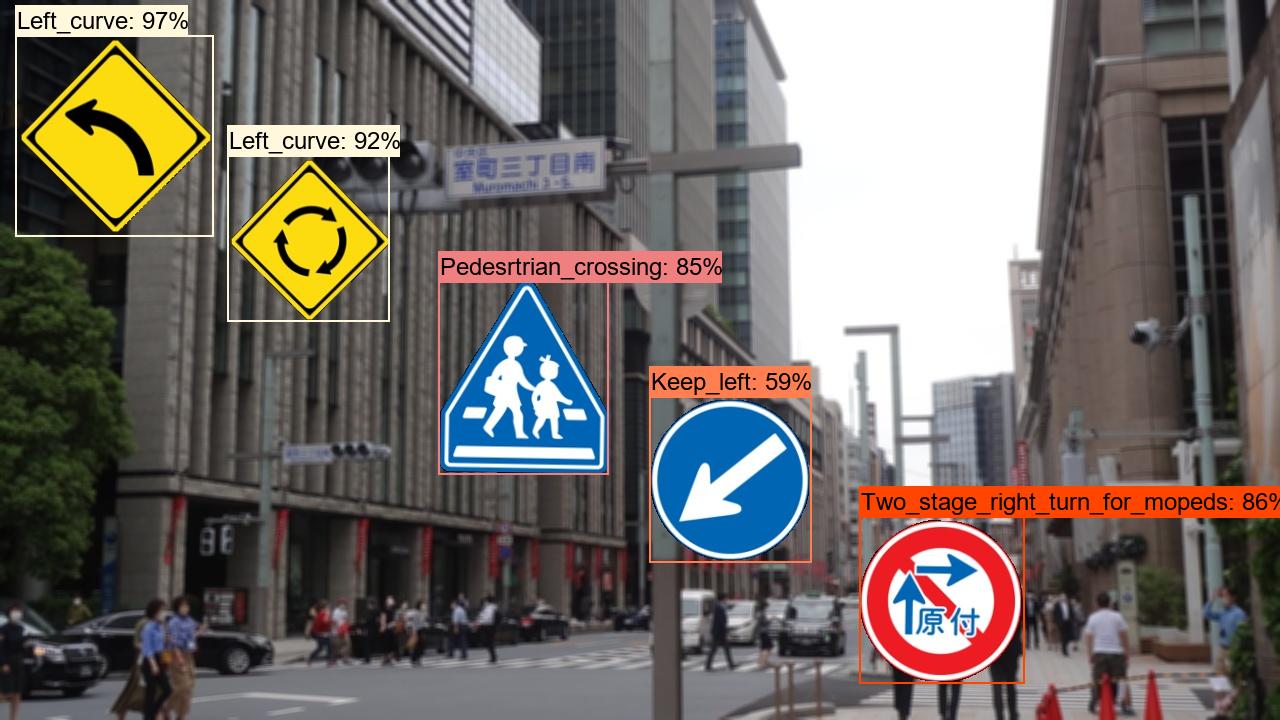 Left_curve: 97%
Left_curve: 92%
室町三丁目南
Muromachi 3 -S.
Pedesrtrian_crossing: 85%
Keep_left: 59%
Two_stage_right_turn_for_mopeds: 86%
原付